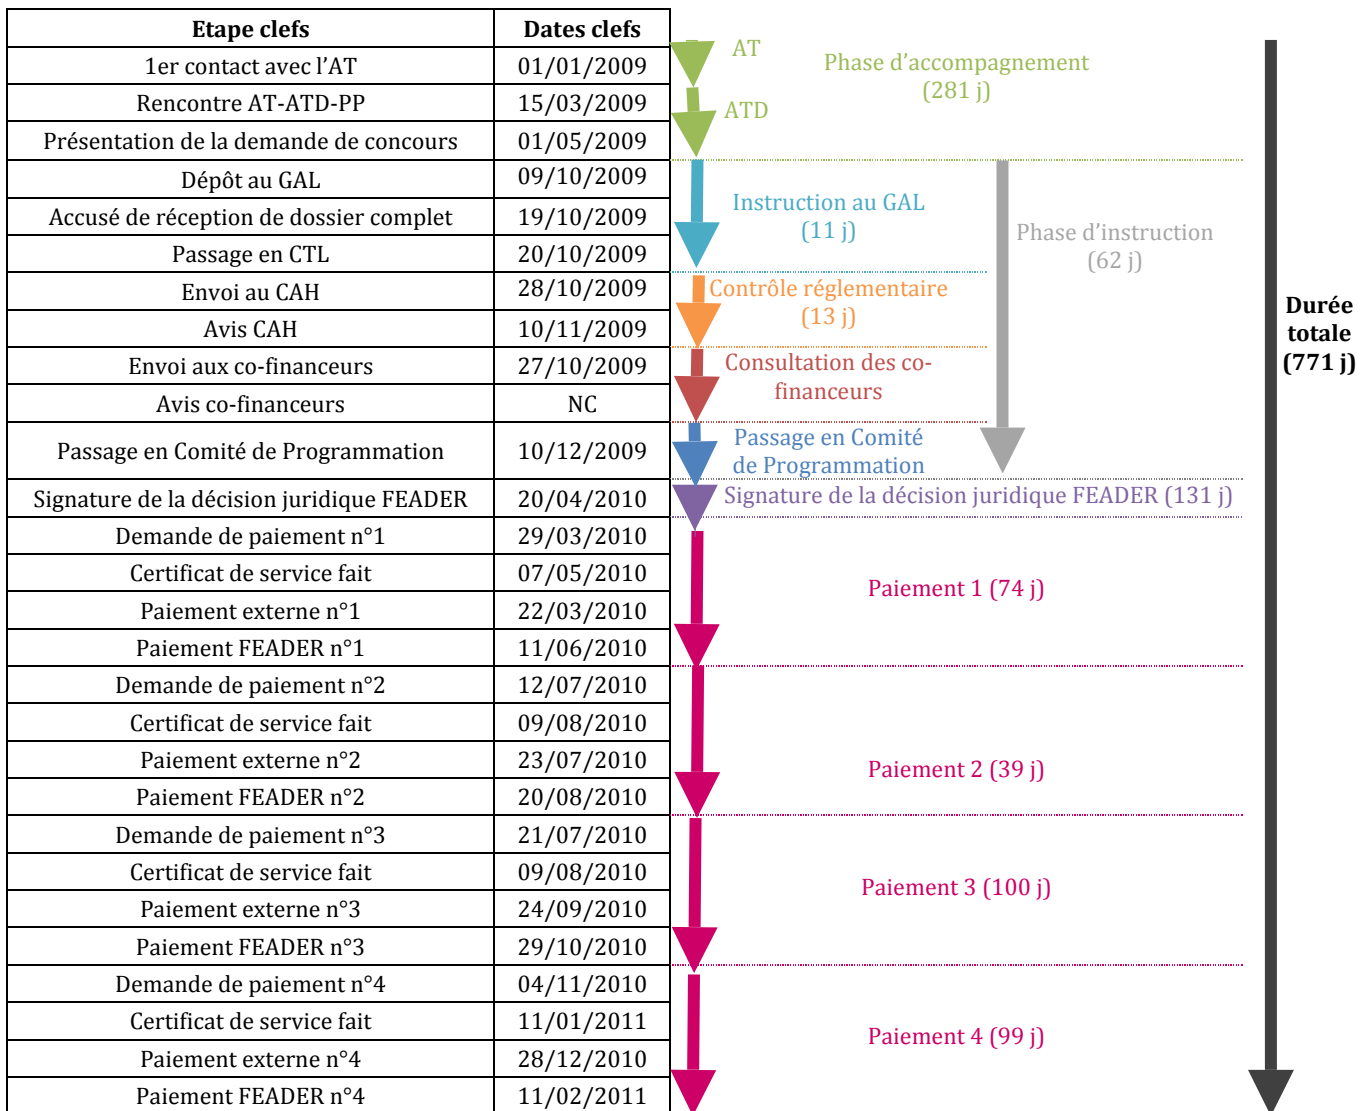 Etape clefs Dates clefs
1er contact avec l'AT 01/01/2009
Rencontre AT-ATD-PP 15/03/2009
Présentation de la demande de concours 01/05/2009
Dépôt au GAL 09/10/2009
Accusé de réception de dossier complet 19/10/2009
Passage en CTL 20/10/2009
Envoi au CAH 28/10/2009
Avis CAH 10/11/2009
Envoi aux co-financeurs 27/10/2009
Avis co-financeurs NC
Passage en Comité de Programmation 10/12/2009
Signature de la décision juridique FEADER 20/04/2010
Demande de paiement n°1 29/03/2010
Certificat de service fait 07/05/2010
Paiement externe n°1 22/03/2010
Paiement FEADER n°1 11/06/2010
Demande de paiement n°2 12/07/2010
Certificat de service fait 09/08/2010
Paiement externe n°2 23/07/2010
Paiement FEADER n°2 20/08/2010
Demande de paiement n°3 21/07/2010
Certificat de service fait 09/08/2010
Paiement externe n°3 24/09/2010
Paiement FEADER n°3 29/10/2010
Demande de paiement n°4 04/11/2010
Certificat de service fait 11/01/2011
Paiement externe n°4 28/12/2010
Paiement FEADER n°4 11/02/2011
AT
ATD
Phase d'accompagnement
(281 j)
Instruction au GAL
(11 j)
Phase d'instruction
(62 j)
Contrôle réglementaire
(13 j)
Consultation des co-
financeurs
Passage en Comité
de Programmation
Signature de la décision juridique FEADER (131 j)
Paiement 1 (74 j)
Paiement 2 (39 j)
Paiement 3 (100 j)
Paiement 4 (99 j)
Durée
totale
(771 j)